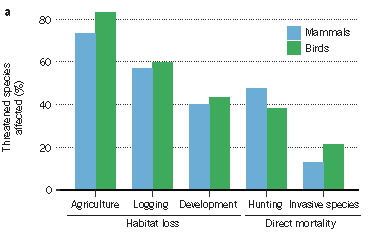 a
Threatened species
affected (%)
80
60
40
20
0
Mammals
Birds
Agriculture Logging Development Hunting Invasive species
Habitat loss Direct mortality